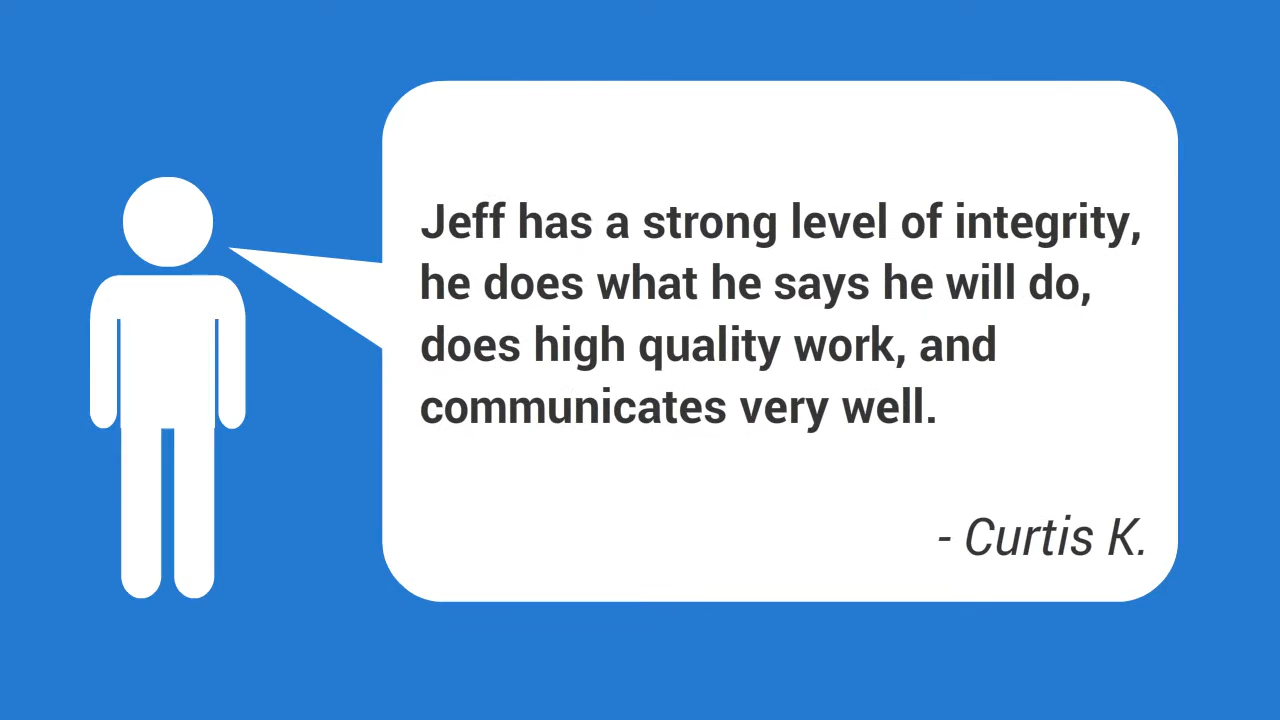 Jeff has a strong level of integrity,
he does what he says he will do,
does high quality work, and
communicates very well.
- Curtis K.